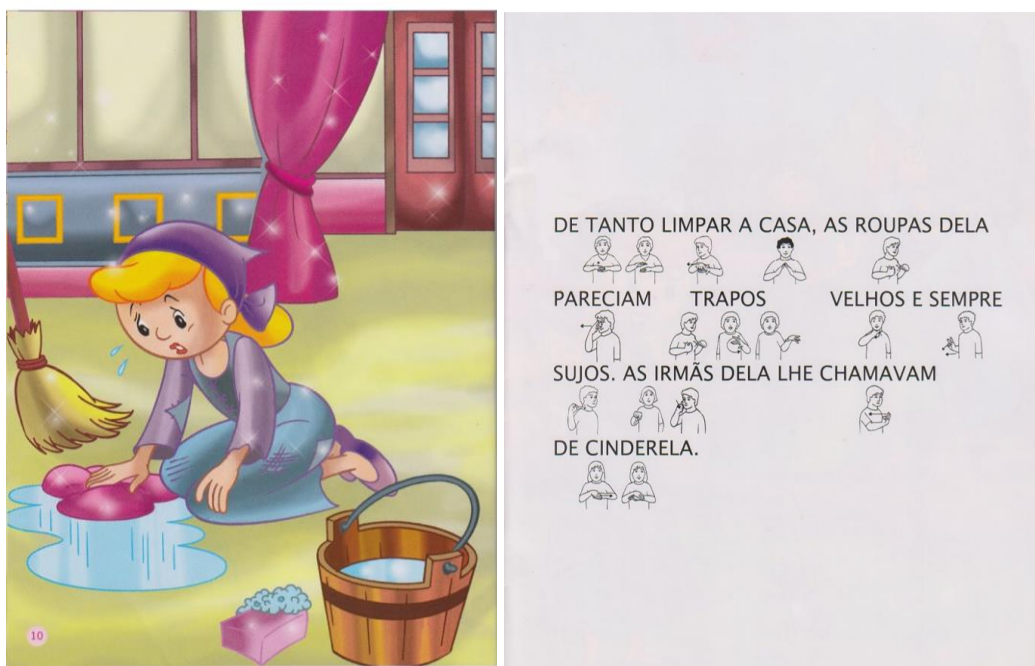 10
DE TANTO LIMPAR A CASA, AS ROUPAS DELA
PARECIAM TRAPOS VELHOS E SEMPRE
SUJOS. AS IRMÃS DELA LHE CHAMAVAM
DE CINDERELA.